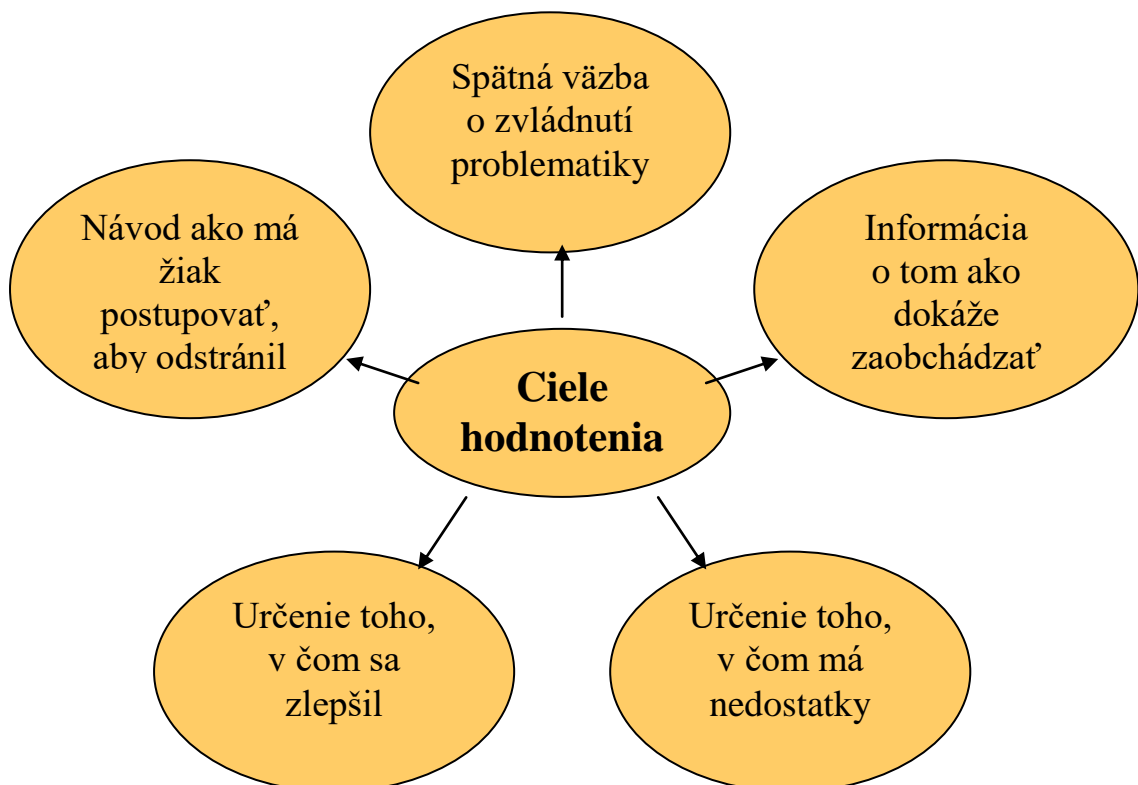 Spätná väzba
o zvládnutí
problematiky
Návod ako má
žiak
postupovať,
aby odstránil
Informácia
o tom ako
dokáže
zaobchádzať
Ciele
hodnotenia
Určenie toho,
v čom sa
zlepšil
Určenie toho,
v čom má
nedostatky